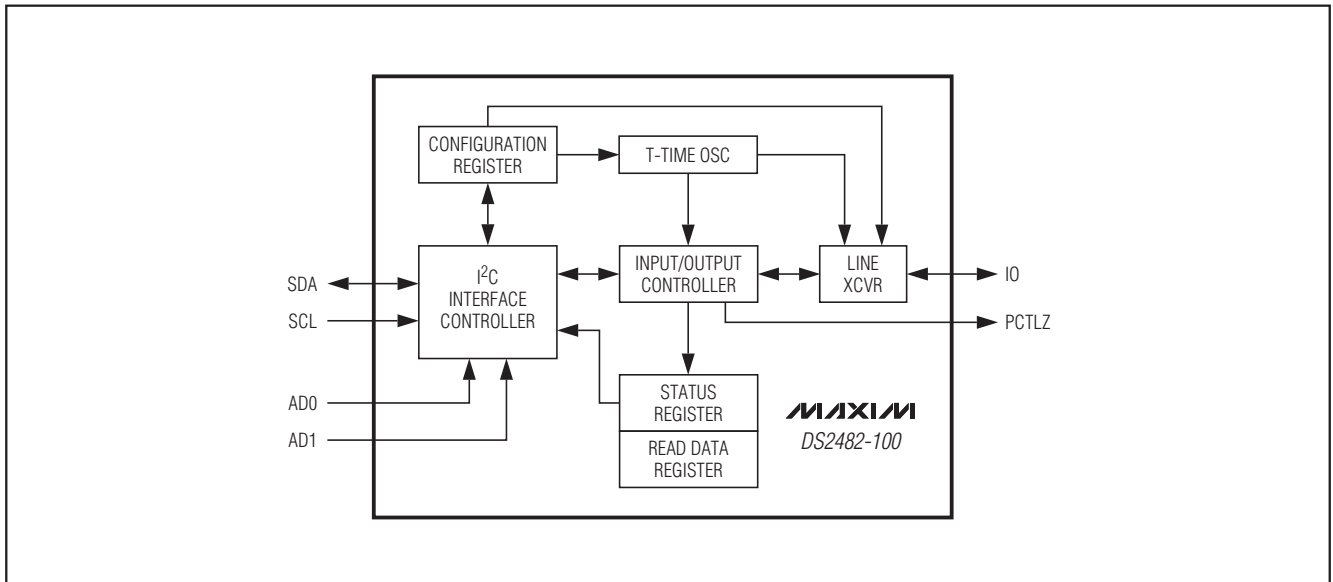 CONFIGURATION
REGISTER
T-TIME OSC
SDA
SCL
I²C
INTERFACE
CONTROLLER
INPUT/OUTPUT
CONTROLLER
LINE
XCVR
IO
PCTLZ
AD0
AD1
STATUS
REGISTER
READ DATA
REGISTER
MAXIM
DS2482-100